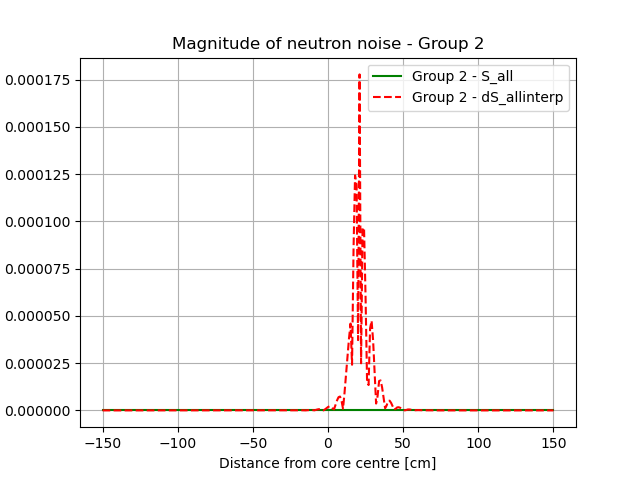 Magnitude of neutron noise - Group 2
Group 2 - S_all
Group 2 - dS_allinterp
0.000175
0.000150
0.000125
0.000100
0.000075
0.000050
0.000025
0.000000
−150 −100 −50 0 50 100 150
Distance from core centre [cm]